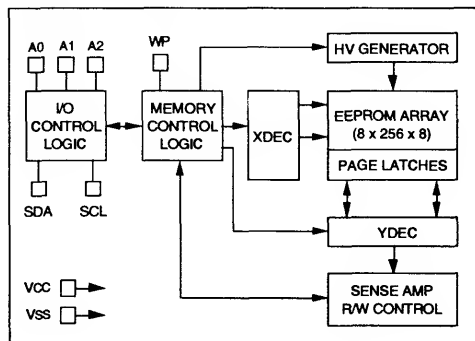 A0 A1 A2 WP
HV GENERATOR
I/O
CONTROL
LOGIC
MEMORY
CONTROL
LOGIC
XDEC
EEPROM ARRAY
(8 x 256 x 8)
PAGE LATCHES
SDA SCL
YDEC
VCC
VSS
SENSE AMP
R/W CONTROL